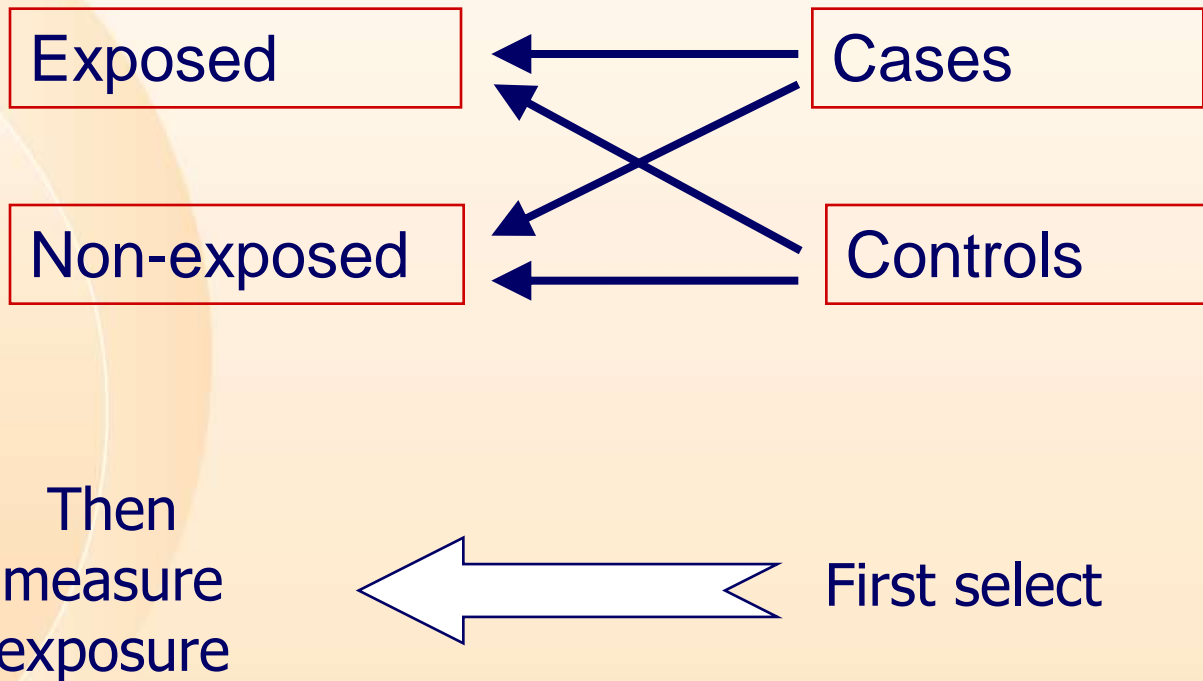 Exposed
Cases
Non-exposed
Controls
Then
measure
exposure
First select